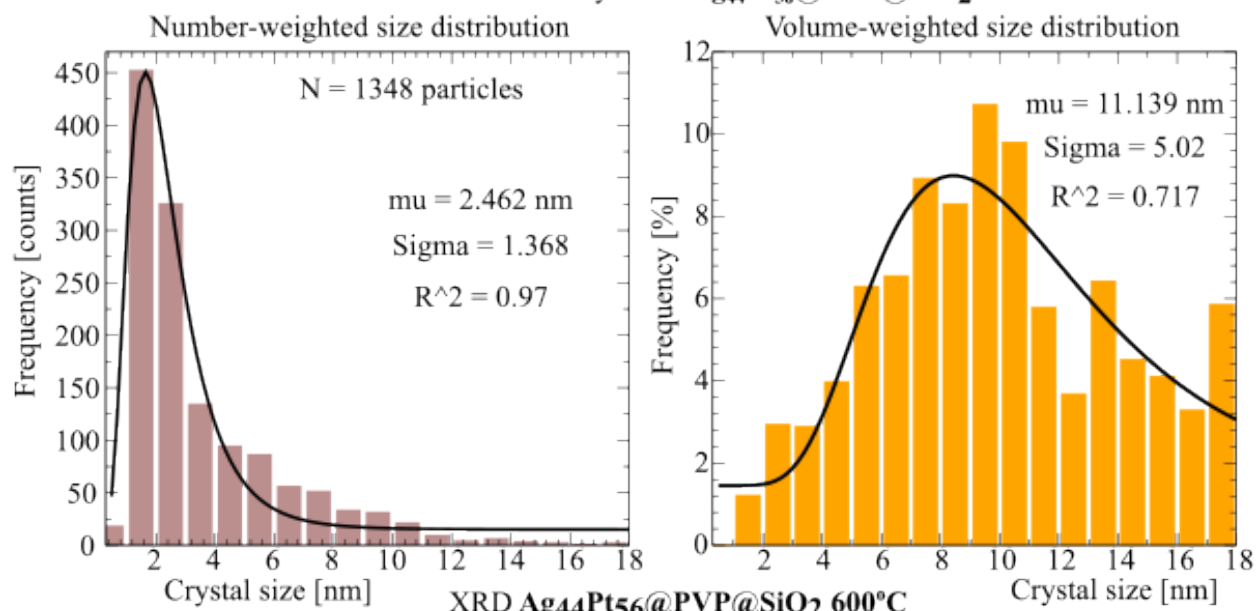 Number-weighted size distribution
Volume-weighted size distribution
N = 1348 particles
mu = 2.462 nm
Sigma = 1.368
R^2 = 0.97
Frequency [counts]
450
400
350
300
250
200
150
100
50
0
2 4 6 8 10 12 14 16 18
Crystal size [nm]
mu = 11.139 nm
Sigma = 5.02
R^2 = 0.717
Frequency [%]
12
10
8
6
4
2
0
2 4 6 8 10 12 14 16 18
Crystal size [nm]
XRD Ag44Pt56@PVP@SiO2 600°C